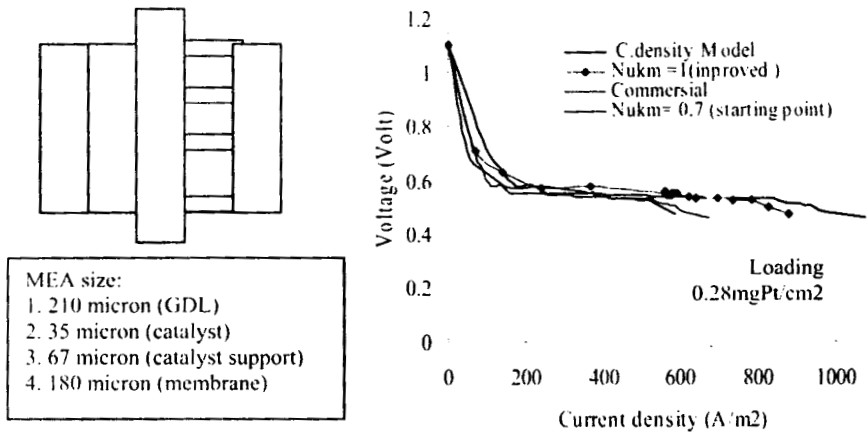 MEA size:
1. 210 micron (GDL)
2. 35 micron (catalyst)
3. 67 micron (catalyst support)
4. 180 micron (membrane)
1.2
1
0.8
0.6
0.4
0.2
0
Voltage (Volt)
C.density Model
Nukm =1(inproved )
Commersial
Nukm= 0.7 (starting point)
Loading
0.28mgPt/cm2
0 200 400 600 800 1000
Current density (A/m2)